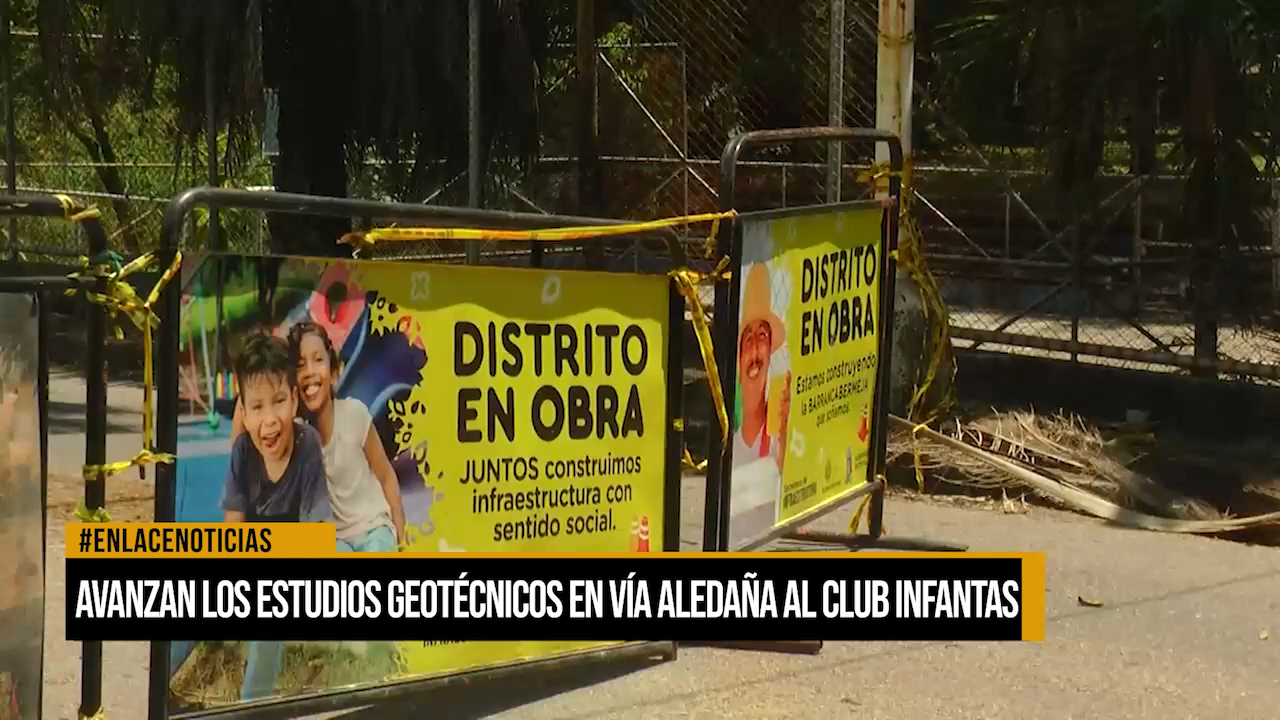 DISTRITO
EN OBRA
JUNTOS construimos
infraestructura con
sentido social.
DISTRITO
EN OBRA
Estamos construyendo
la BARRANCABERMEJA
que soñamos.
#ENLACENOTICIAS
AVANZAN LOS ESTUDIOS GEOTÉCNICOS EN VÍA ALEDAÑA AL CLUB INFANTAS